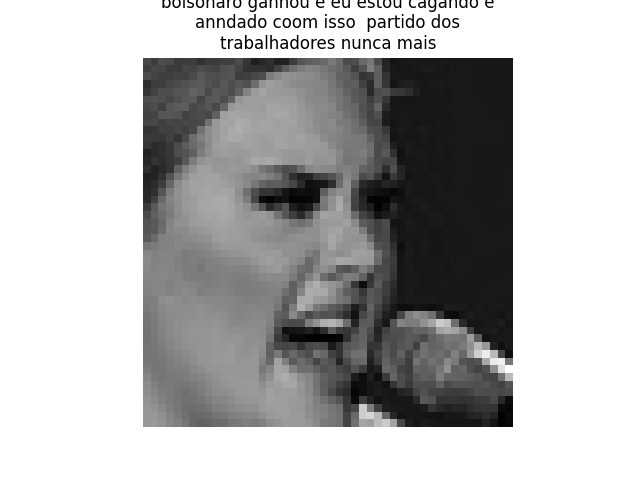 bolsonaro ganhou e eu estou cagando e
anndado coom isso  partido dos
trabalhadores nunca mais